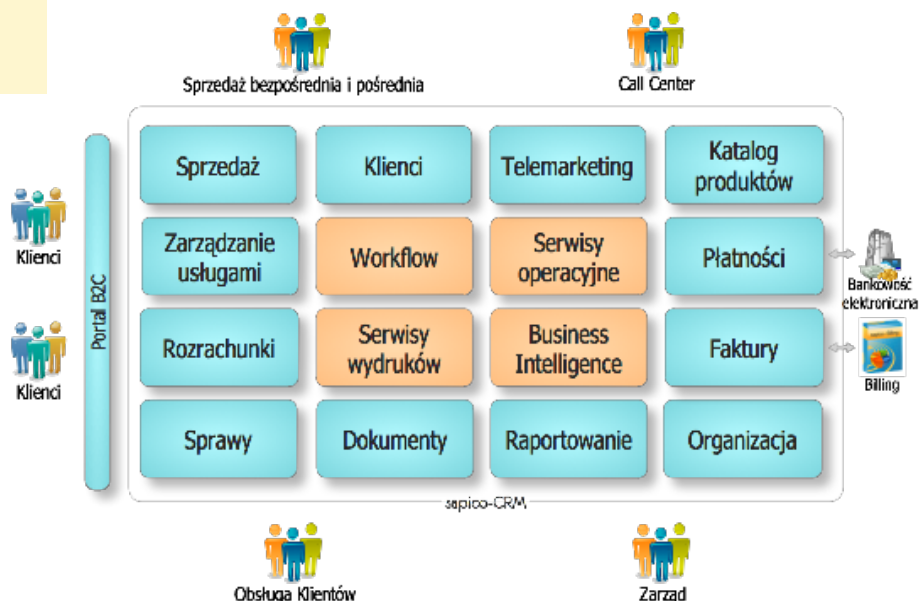 Sprzedaż bezpośrednia i pośrednia
Call Center
Sprzedaż
Klienci
Telemarketing
Katalog
produktów
Klienci
Portal B2C
Zarządzanie
usługami
Workflow
Serwisy
operacyjne
Płatności
Bankowość
elektroniczna
Klienci
Rozrachunki
Serwisy
wydruków
Business
Intelligence
Faktury
Billing
Sprawy
Dokumenty
Raportowanie
Organizacja
sapico-CRM
Obsługa Klientów
Zarząd